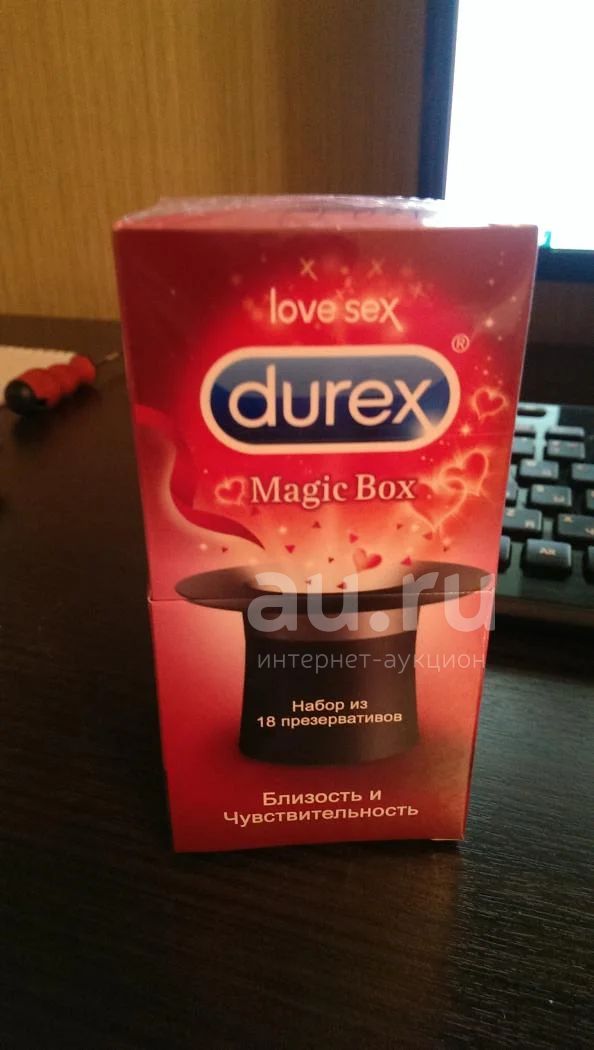 love sex
durex®
Magic Box
au.ru
интернет-аукцион
Набор из
18 презервативов
Близость и
Чувствительность